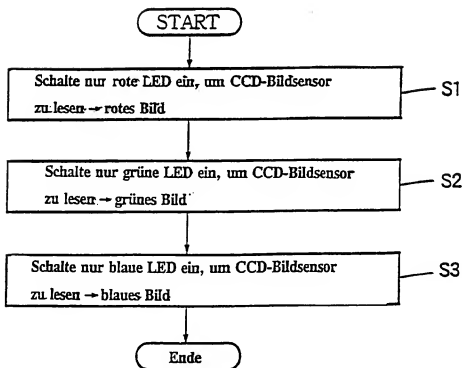 START
Schalte nur rote LED ein, um CCD-Bildsensor
zu lesen → rotes Bild
S1
Schalte nur grüne LED ein, um CCD-Bildsensor
zu lesen → grünes Bild
S2
Schalte nur blaue LED ein, um CCD-Bildsensor
zu lesen → blaues Bild
S3
Ende